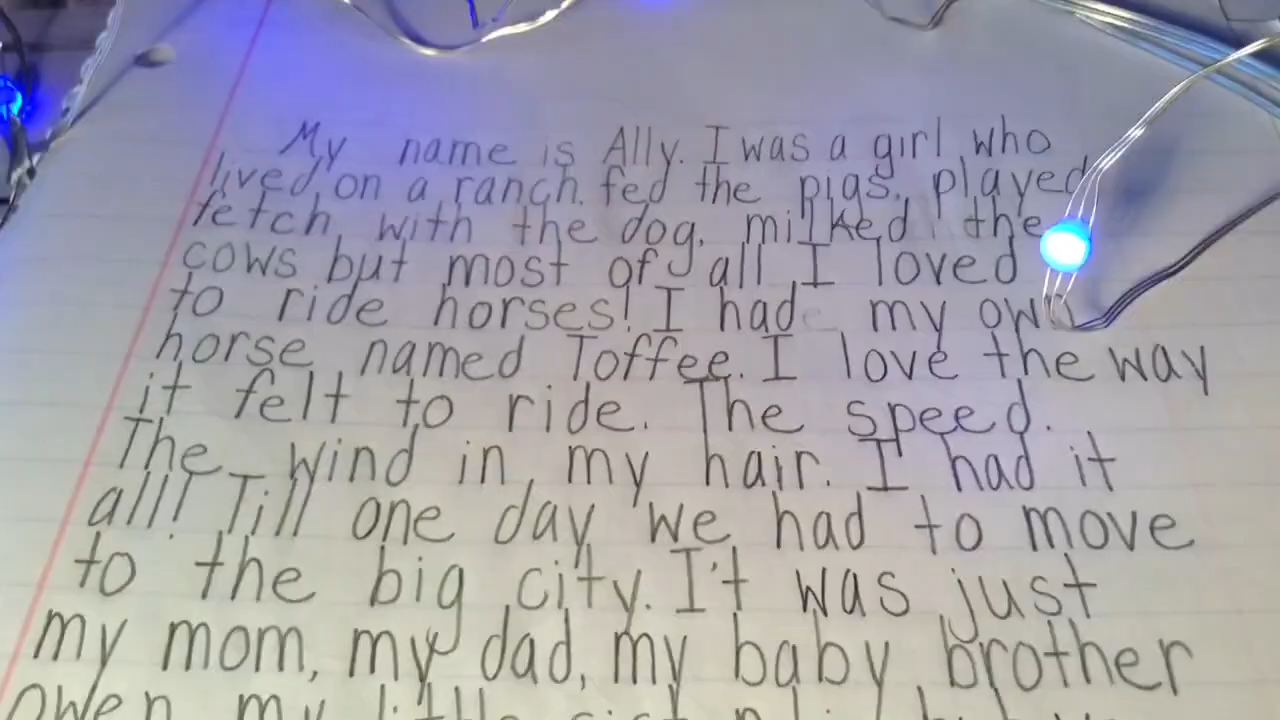 My name is Ally. I was a girl who
lived on a ranch. fed the pigs, played
fetch with the dog, milked the
cows but most of all I loved
to ride horses! I had my own
horse named Toffee. I love the way
it felt to ride. The speed.
The wind in my hair. I had it
all! Till one day we had to move
to the big city. I't was just
my mom, my dad, my baby brother
Owen, my little